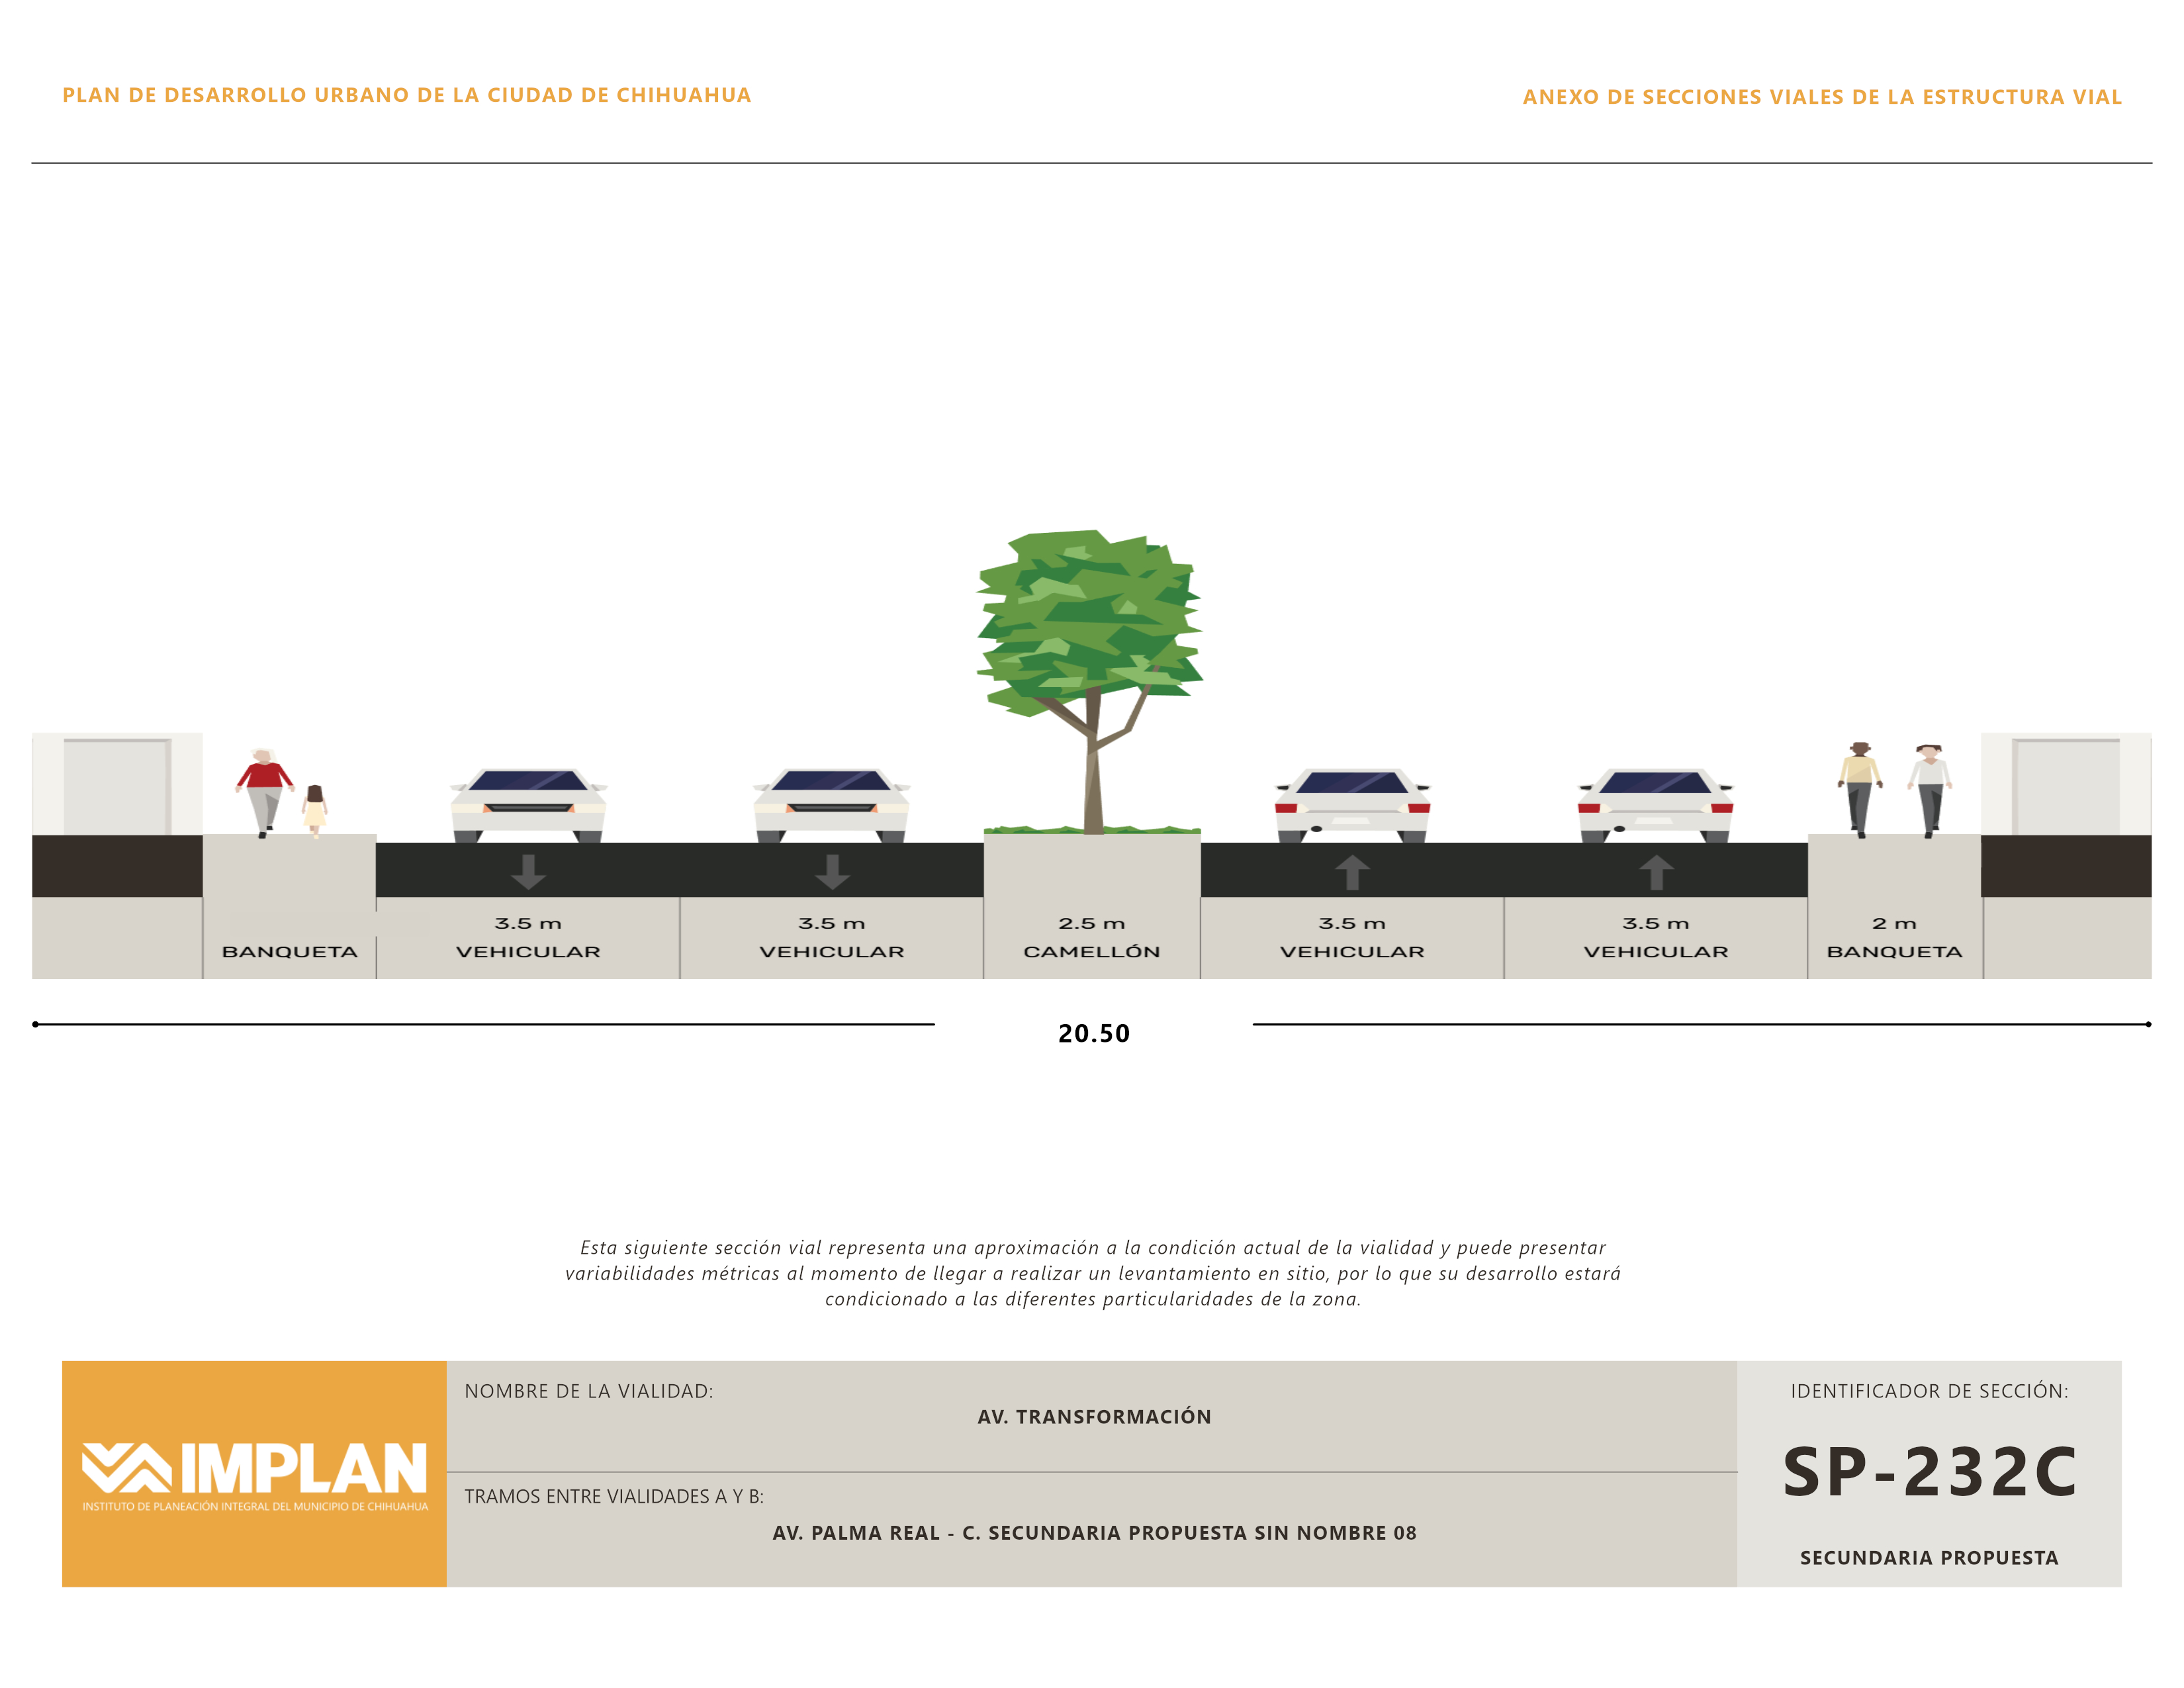 PLAN DE DESARROLLO URBANO DE LA CIUDAD DE CHIHUAHUA
ANEXO DE SECCIONES VIALES DE LA ESTRUCTURA VIAL
BANQUETA
3.5 m
VEHICULAR
3.5 m
VEHICULAR
2.5 m
CAMELLÓN
3.5 m
VEHICULAR
3.5 m
VEHICULAR
2 m
BANQUETA
20.50
Esta siguiente sección vial representa una aproximación a la condición actual de la vialidad y puede presentar
variabilidades métricas al momento de llegar a realizar un levantamiento en sitio, por lo que su desarrollo estará
condicionado a las diferentes particularidades de la zona.
IMPLAN
INSTITUTO DE PLANEACIÓN INTEGRAL DEL MUNICIPIO DE CHIHUAHUA
NOMBRE DE LA VIALIDAD:
AV. TRANSFORMACIÓN
TRAMOS ENTRE VIALIDADES A Y B:
AV. PALMA REAL - C. SECUNDARIA PROPUESTA SIN NOMBRE 08
IDENTIFICADOR DE SECCIÓN:
SP-232C
SECUNDARIA PROPUESTA